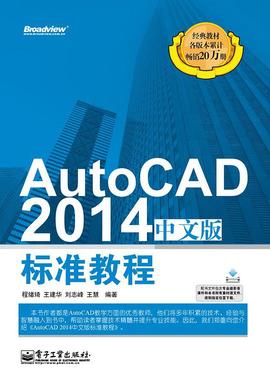 Broadview®
经典教材
各版本累计
畅销20万册
AutoCAD
2014中文版
标准教程
程绪琦 王建华 刘志峰 王慧 编著
本书作者都是AutoCAD教学方面的优秀教师，他们将多年积累的技术、经验与
智慧融入到书中，帮助读者掌握技术精髓并提升专业技能。因此，我们郑重向您介
绍《AutoCAD 2014中文版标准教程》。
电子工业出版社